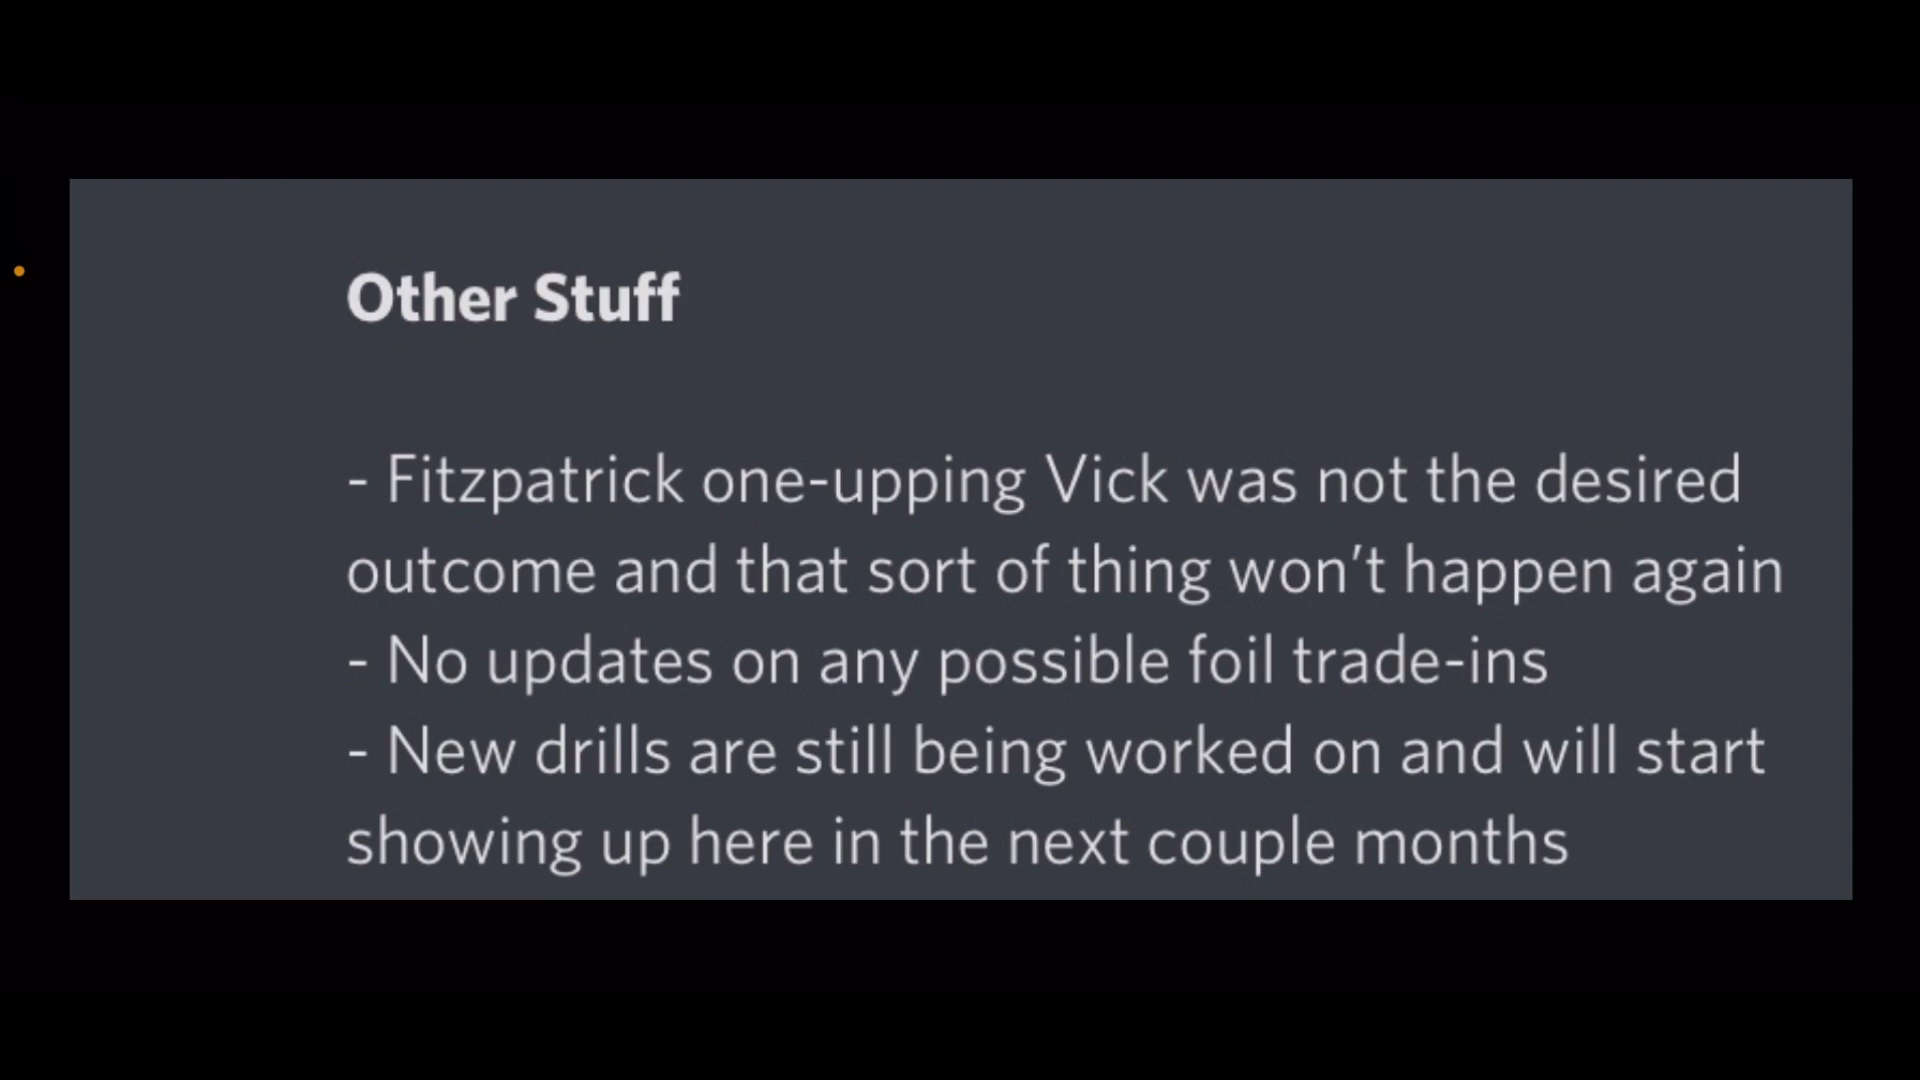 Other Stuff
- Fitzpatrick one-upping Vick was not the desired
outcome and that sort of thing won’t happen again
- No updates on any possible foil trade-ins
- New drills are still being worked on and will start
showing up here in the next couple months